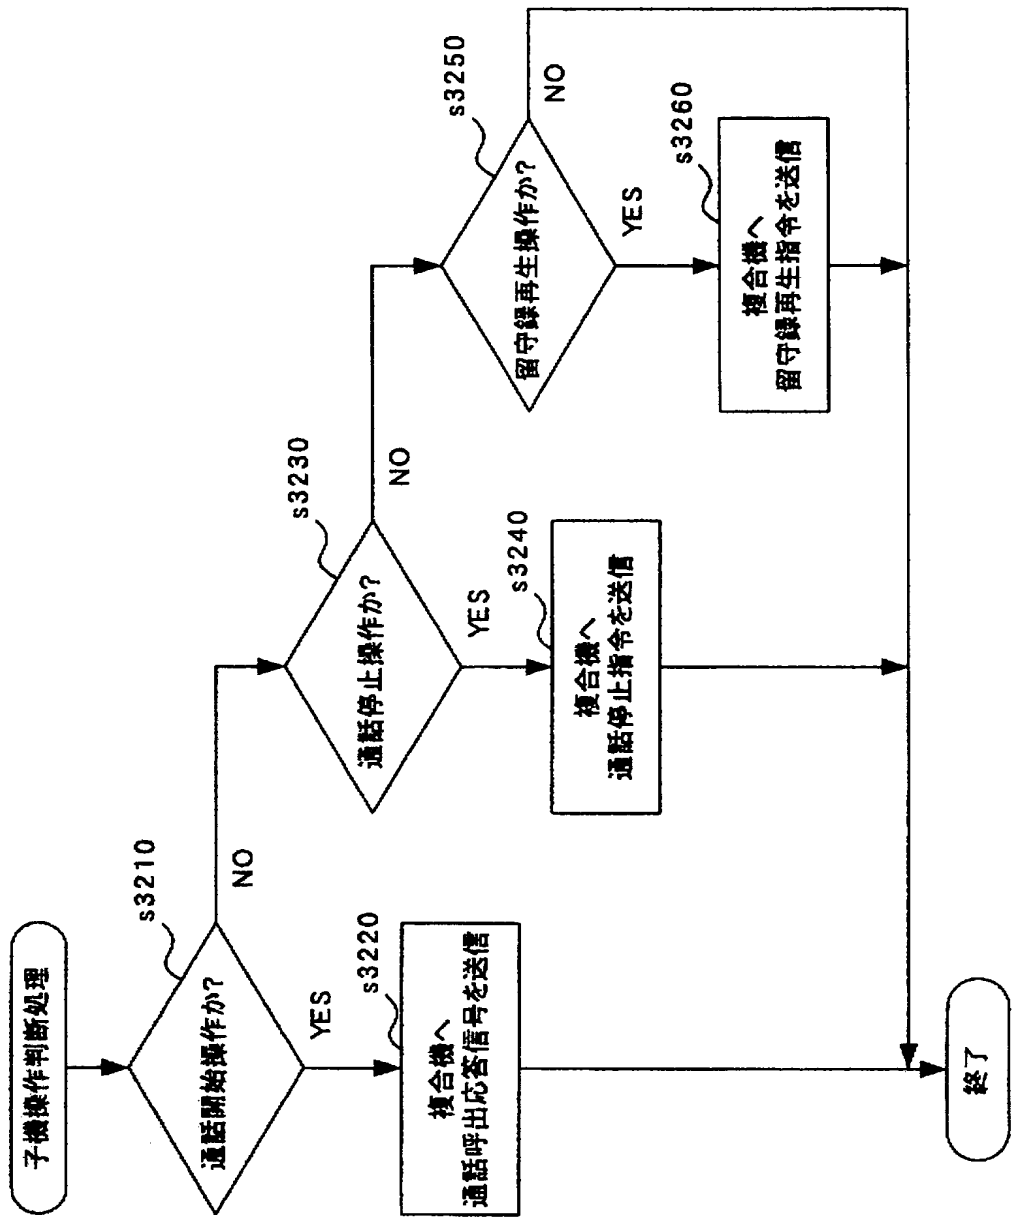 子機操作判断処理
s3210
通話開始操作か?
NO
YES
s3220
複合機へ
通話呼出応答信号を送信
s3230
通話停止操作か?
NO
YES
s3240
複合機へ
通話停止指令を送信
s3250
留守録再生操作か?
NO
YES
s3260
複合機へ
留守録再生指令を送信
終了